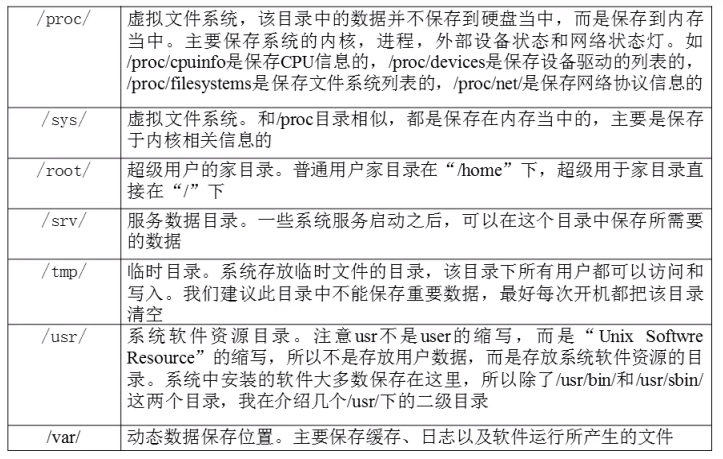 /proc/ 虚拟文件系统，该目录中的数据并不保存到硬盘当中，而是保存到内存
当中。主要保存系统的内核，进程，外部设备状态和网络状态灯。如
/proc/cpuinfo是保存CPU信息的，/proc/devices是保存设备驱动的列表的，
/proc/filesystems是保存文件系统列表的，/proc/net/是保存网络协议信息的
/sys/ 虚拟文件系统。和/proc目录相似，都是保存在内存当中的，主要是保存
于内核相关信息的
/root/ 超级用户的家目录。普通用户家目录在“/home”下，超级用于家目录直
接在“/”下
/srv/ 服务数据目录。一些系统服务启动之后，可以在这个目录中保存所需要
的数据
/tmp/ 临时目录。系统存放临时文件的目录，该目录下所有用户都可以访问和
写入。我们建议此目录中不能保存重要数据，最好每次开机都把该目录
清空
/usr/ 系统软件资源目录。注意usr不是user的缩写，而是“Unix Softwre
Resource”的缩写，所以不是存放用户数据，而是存放系统软件资源的目
录。系统中安装的软件大多数保存在这里，所以除了/usr/bin/和/usr/sbin/
这两个目录，我在介绍几个/usr/下的二级目录
/var/ 动态数据保存位置。主要保存缓存、日志以及软件运行所产生的文件